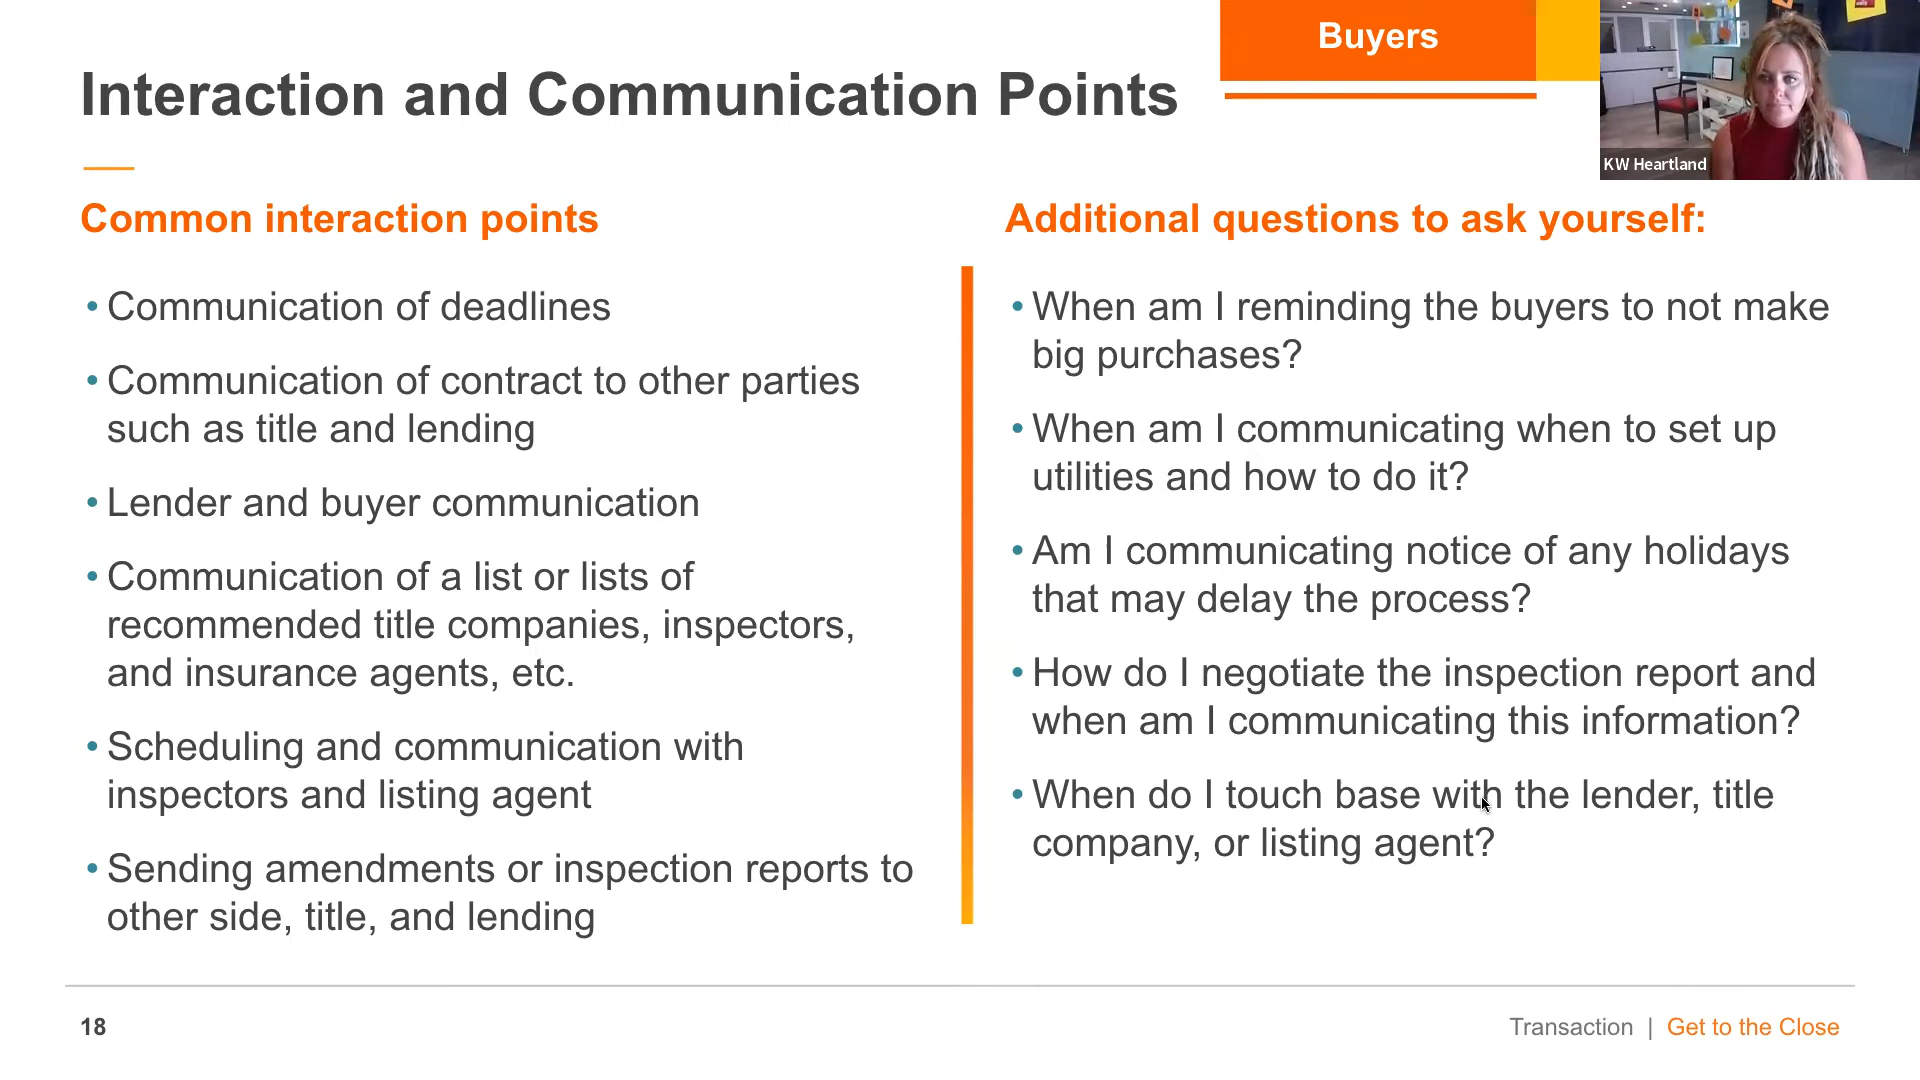 Buyers
Interaction and Communication Points
KW Heartland
Common interaction points
• Communication of deadlines
• Communication of contract to other parties
such as title and lending
• Lender and buyer communication
• Communication of a list or lists of
recommended title companies, inspectors,
and insurance agents, etc.
• Scheduling and communication with
inspectors and listing agent
• Sending amendments or inspection reports to
other side, title, and lending
Additional questions to ask yourself:
• When am I reminding the buyers to not make
big purchases?
• When am I communicating when to set up
utilities and how to do it?
• Am I communicating notice of any holidays
that may delay the process?
• How do I negotiate the inspection report and
when am I communicating this information?
• When do I touch base with the lender, title
company, or listing agent?
18
Transaction | Get to the Close